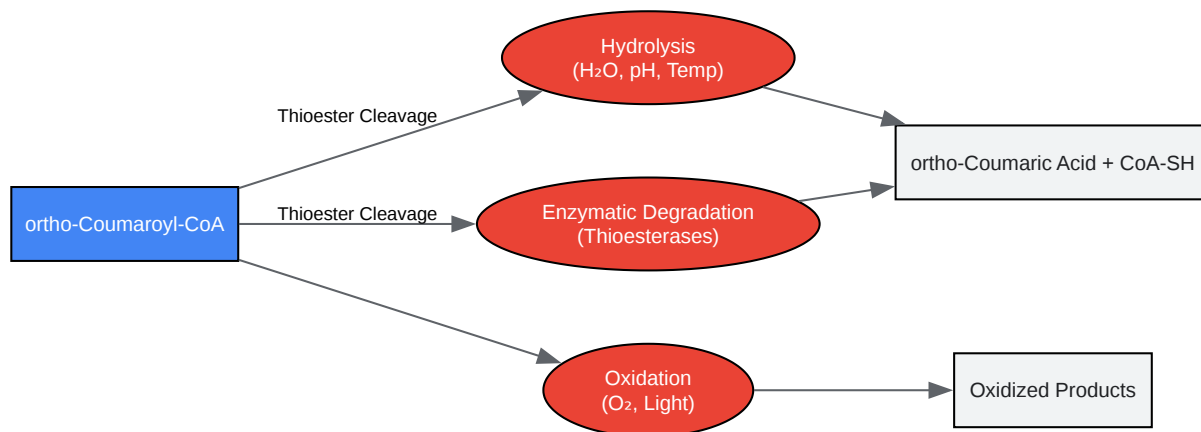 Hydrolysis
(H₂O, pH, Temp)
Thioester Cleavage
ortho-Coumaric Acid + CoA-SH
ortho-Coumaroyl-CoA
Thioester Cleavage
Enzymatic Degradation
(Thioesterases)
Oxidation
(O₂, Light)
Oxidized Products